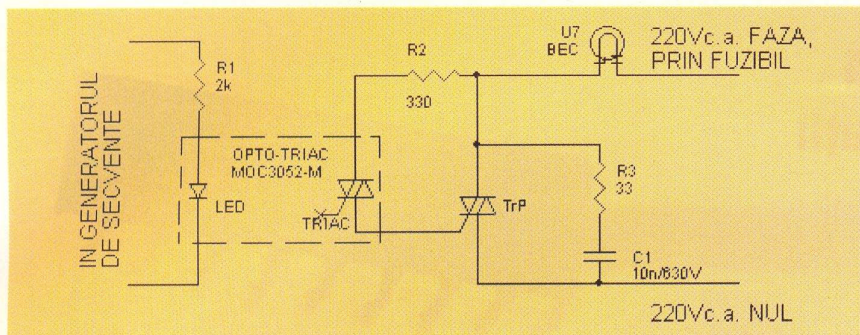 IN GENERATORUL
DE SECVENTE
R1
2k
OPTO-TRIAC
MOC3052-M
LED
TRIAC
R2
330
U7
BEC
220Vc.a. FAZA,
PRIN FUZIBIL
TrP
R3
33
C1
10n/630V
220Vc.a. NUL